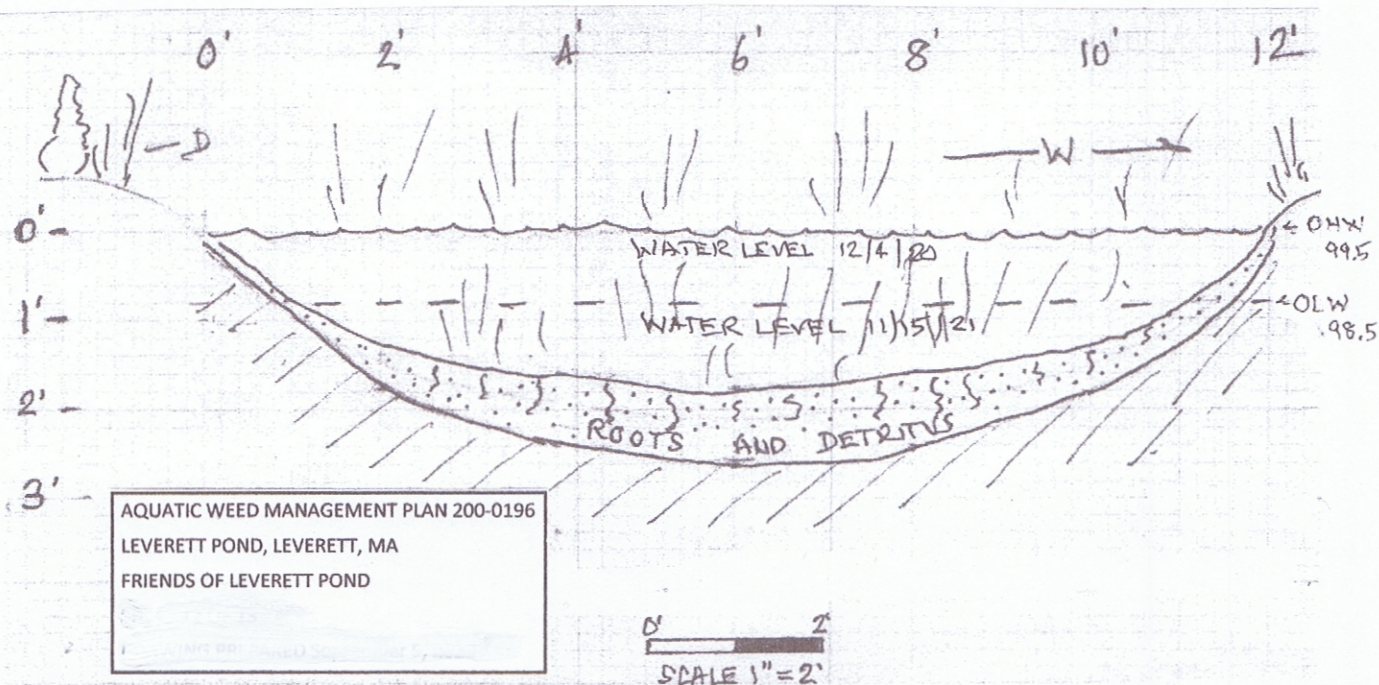 0' 2' 4' 6' 8' 10' 12'
D
W
0'
WATER LEVEL 12/4/20
OHW
99.5
1'
WATER LEVEL 11/15/21
OLW
98.5
2'
ROOTS AND DETRITUS
3'
AQUATIC WEED MANAGEMENT PLAN 200-0196
LEVERETT POND, LEVERETT, MA
FRIENDS OF LEVERETT POND
0' 2'
SCALE 1" = 2'